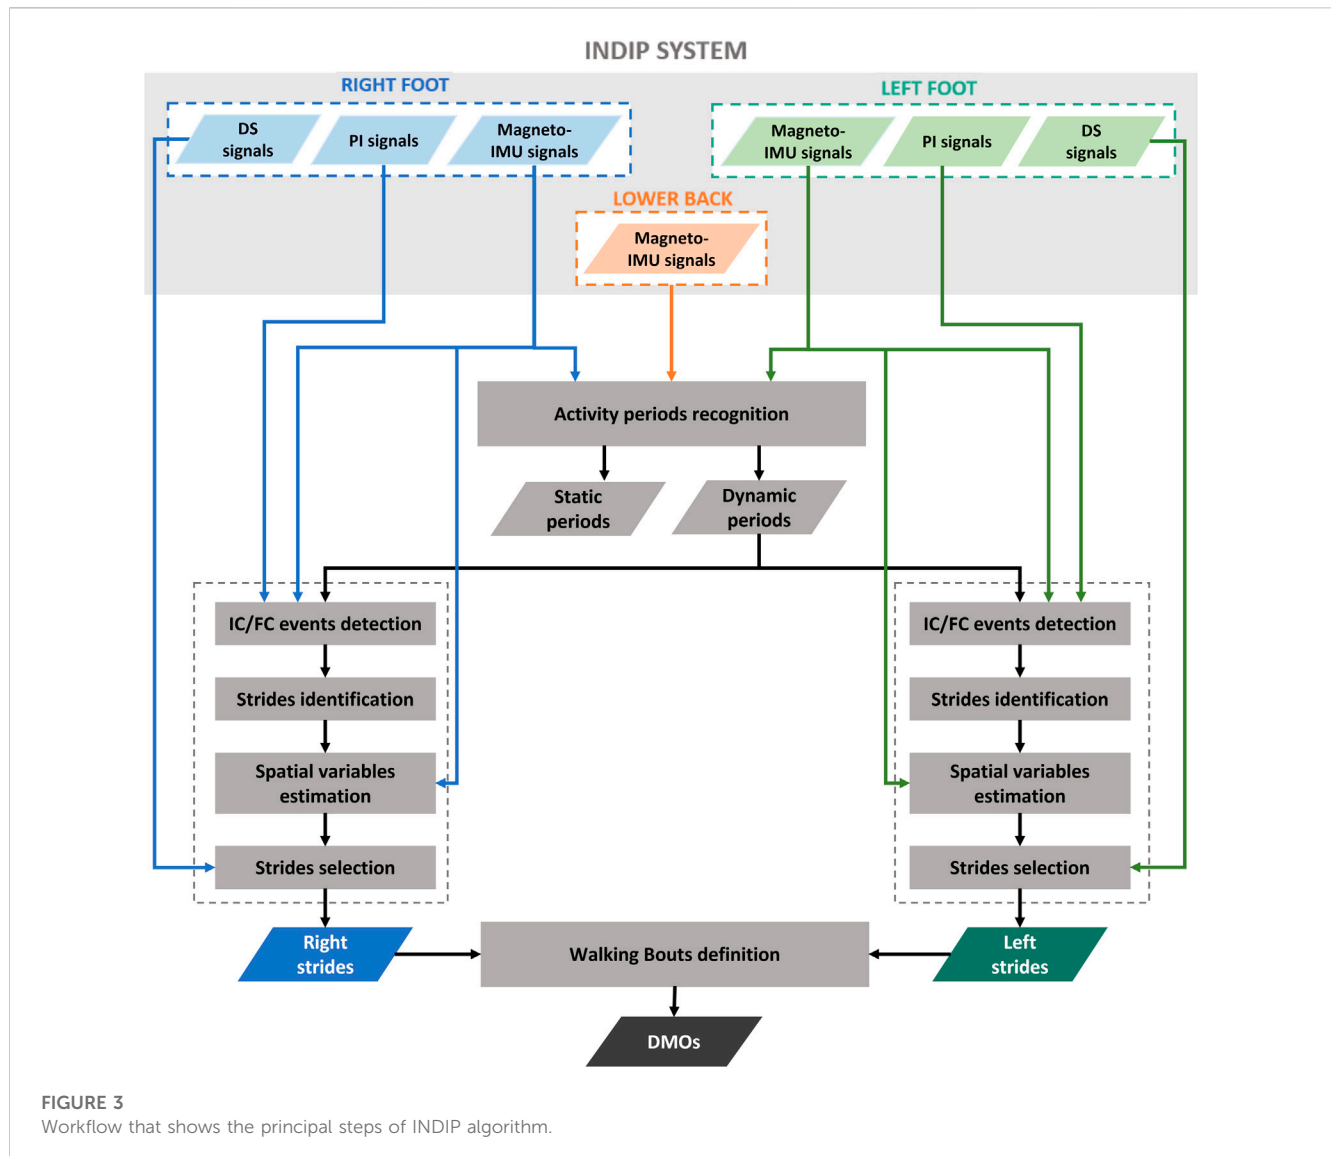 INDIP SYSTEM
RIGHT FOOT
LEFT FOOT
DS
signals
PI signals
Magneto-
IMU signals
Magneto-
IMU signals
PI signals
DS
signals
LOWER BACK
Magneto-
IMU signals
Activity periods recognition
Static
periods
Dynamic
periods
IC/FC events detection
IC/FC events detection
Strides identification
Strides identification
Spatial variables
estimation
Spatial variables
estimation
Strides selection
Strides selection
Right
strides
Walking Bouts definition
Left
strides
DMOs
FIGURE 3
Workflow that shows the principal steps of INDIP algorithm.